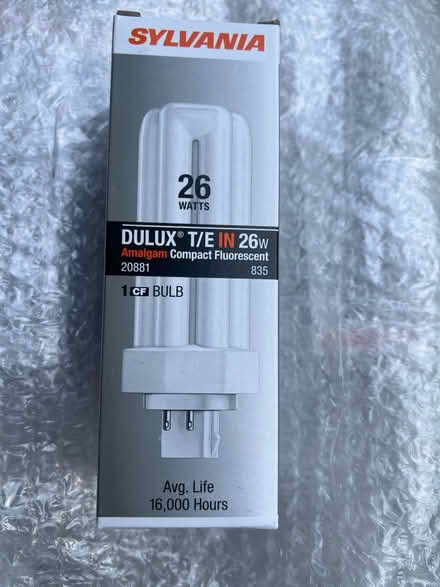 SYLVANIA
26
WATTS
DULUX® T/E IN 26W
Amalgam Compact Fluorescent
20881 835
1 CF BULB
Avg. Life
16,000 Hours